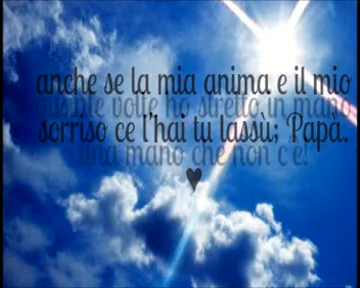 anche se la mia anima e il mio
volte ho stretto in mano
sorriso ce l'hai tu lassù; Papà.
una mano che non c'è!
♥